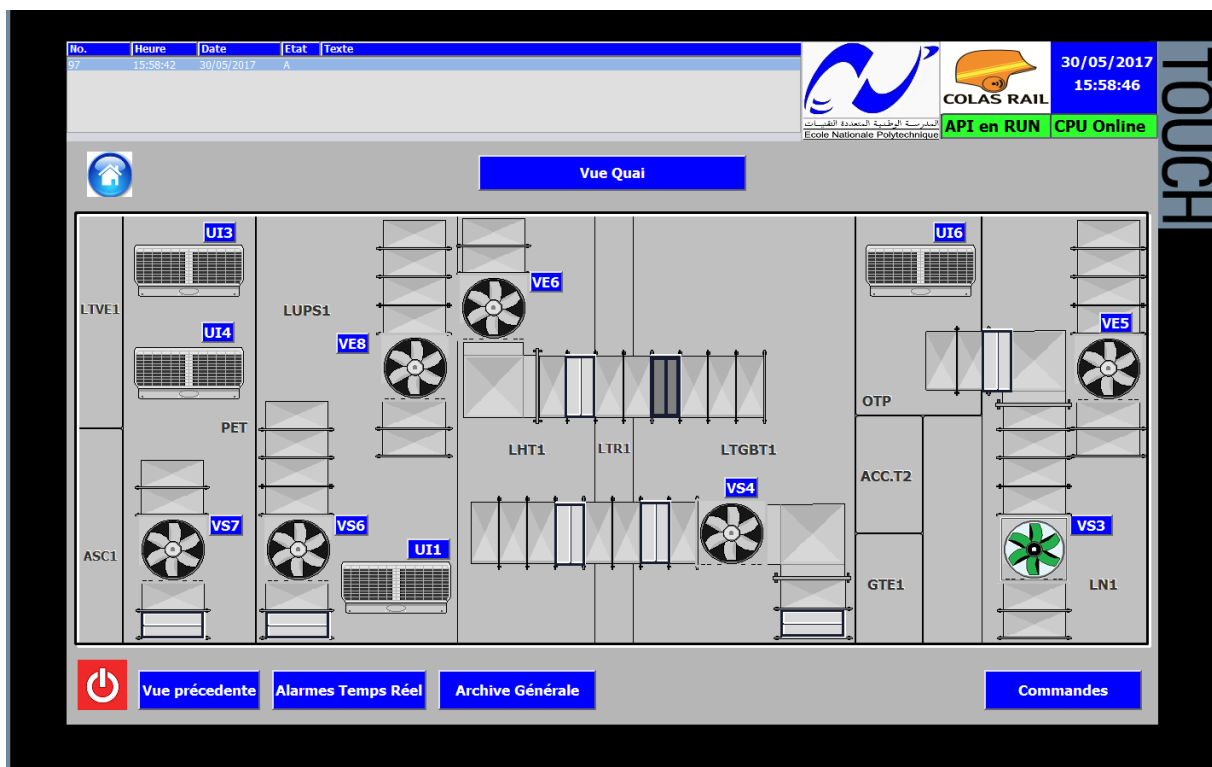 No. Heure Date Etat Texte
97 15:58:42 30/05/2017 A
المدرسة الوطنية المتعددة التقنيات
Ecole Nationale Polytechnique
COLAS RAIL
30/05/2017
15:58:46
API en RUN CPU Online
TOUCH
Vue Quai
UI3
UI6
VE6
LTVE1
LUPS1
VE5
UI4
VE8
OTP
PET
LHT1
LTR1
LTGBT1
ACC.T2
VS4
VS7
VS6
VS3
UI1
ASC1
GTE1
LN1
Vue précedente
Alarmes Temps Réel
Archive Générale
Commandes